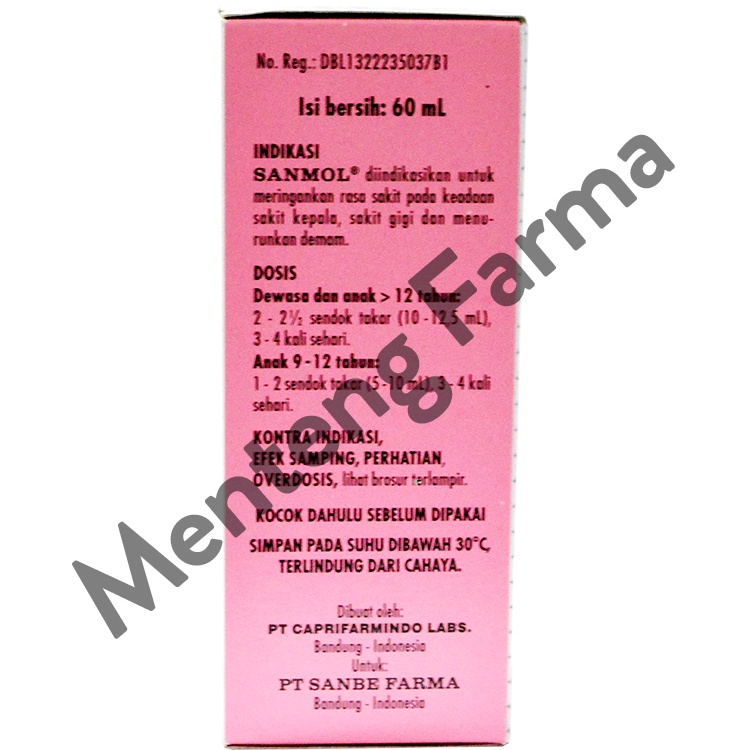 No. Reg.: DBL1322235037B1
Isi bersih: 60 mL
INDIKASI
SANMOL® diindikasikan untuk
meringankan rasa sakit pada keadaan
sakit kepala, sakit gigi dan menu-
runkan demam.
DOSIS
Dewasa dan anak > 12 tahun:
2 - 2½ sendok takar (10 -12,5 mL),
3 - 4 kali sehari.
Anak 9 -12 tahun:
1 - 2 sendok takar (5 -10 mL), 3 - 4 kali
sehari.
KONTRA INDIKASI,
EFEK SAMPING, PERHATIAN,
OVERDOSIS, lihat brosur terlampir.
KOCOK DAHULU SEBELUM DIPAKAI
SIMPAN PADA SUHU DIBAWAH 30°C,
TERLINDUNG DARI CAHAYA.
Dibuat oleh:
PT CAPRIFARMINDO LABS.
Bandung - Indonesia
Untuk:
PT SANBE FARMA
Bandung - Indonesia
Menteng Farma